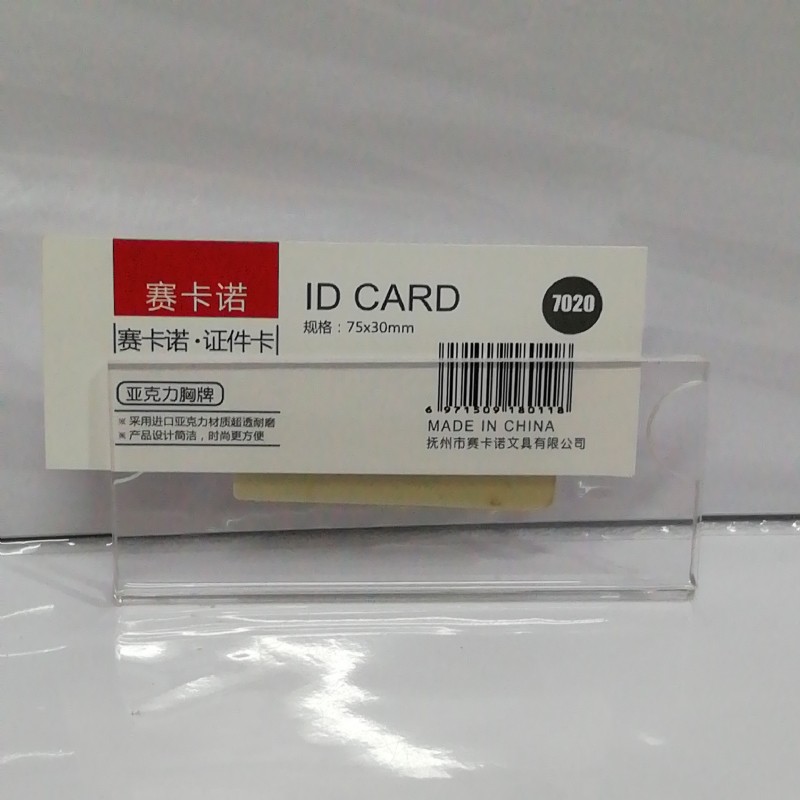 赛卡诺
赛卡诺·证件卡
亚克力胸牌
※ 采用进口亚克力材质超透耐磨
※ 产品设计简洁，时尚更方便
ID CARD
规格：75x30mm
7020
6 971509 180118
MADE IN CHINA
抚州市赛卡诺文具有限公司